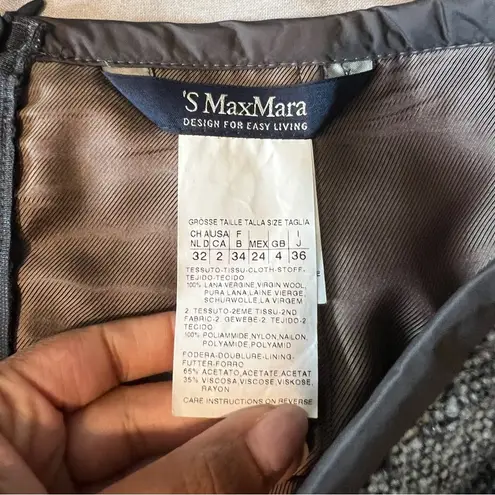 'S MaxMara
DESIGN FOR EASY LIVING
GRÖSSE TAILLE TALLA SIZE TAGLIA
CH AUSA F I
NL D CA B MEX GB J
32 2 34 24 4 36
TESSUTO-TISSU-CLOTH-STOFF-
TEJIDO-TECIDO
100% LANA VERGINE,VIRGIN WOOL,
PURA LANA,LAINE VIERGE,
SCHURWOLLE,LA VIRGEM
2.TESSUTO-2EME TISSU-2ND
FABRIC-2. GEWEBE-2.TEJIDO-2.
TECIDO
100% POLIAMMIDE,NYLON,NAILON,
POLYAMIDE,POLYAMID
FODERA-DOUBLURE-LINING-
FUTTER-FORRO
65% ACETATO,ACETATE,ACETAT
35% VISCOSA,VISCOSE,VISKOSE,
RAYON
CARE INSTRUCTIONS ON REVERSE